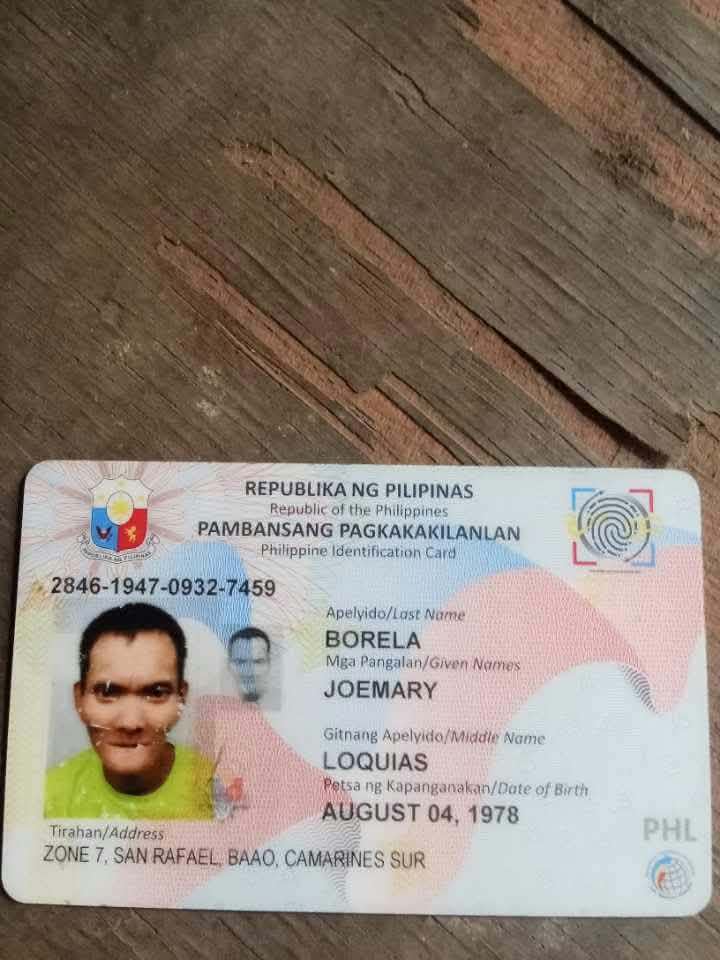 REPUBLIKA NG PILIPINAS
Republic of the Philippines
PAMBANSANG PAGKAKAKILANLAN
Philippine Identification Card
2846-1947-0932-7459
Apelyido/Last Name
BORELA
Mga Pangalan/Given Names
JOEMARY
Gitnang Apelyido/Middle Name
LOQUIAS
Petsa ng Kapanganakan/Date of Birth
AUGUST 04, 1978
PHL
Tirahan/Address
ZONE 7, SAN RAFAEL, BAAO, CAMARINES SUR